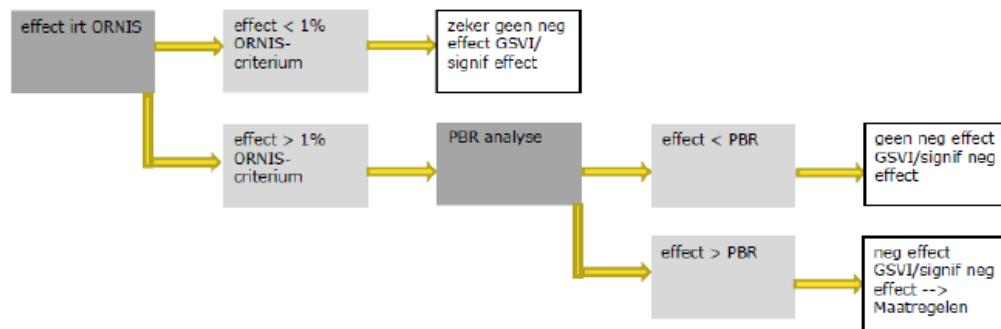 effect irt ORNIS
effect < 1%
ORNIS-
criterium
zeker geen neg
effect GSVI/
signif effect
effect > 1%
ORNIS-
criterium
PBR analyse
effect < PBR
geen neg effect
GSVI/signif neg
effect
effect > PBR
neg effect
GSVI/signif neg
effect -->
Maatregelen